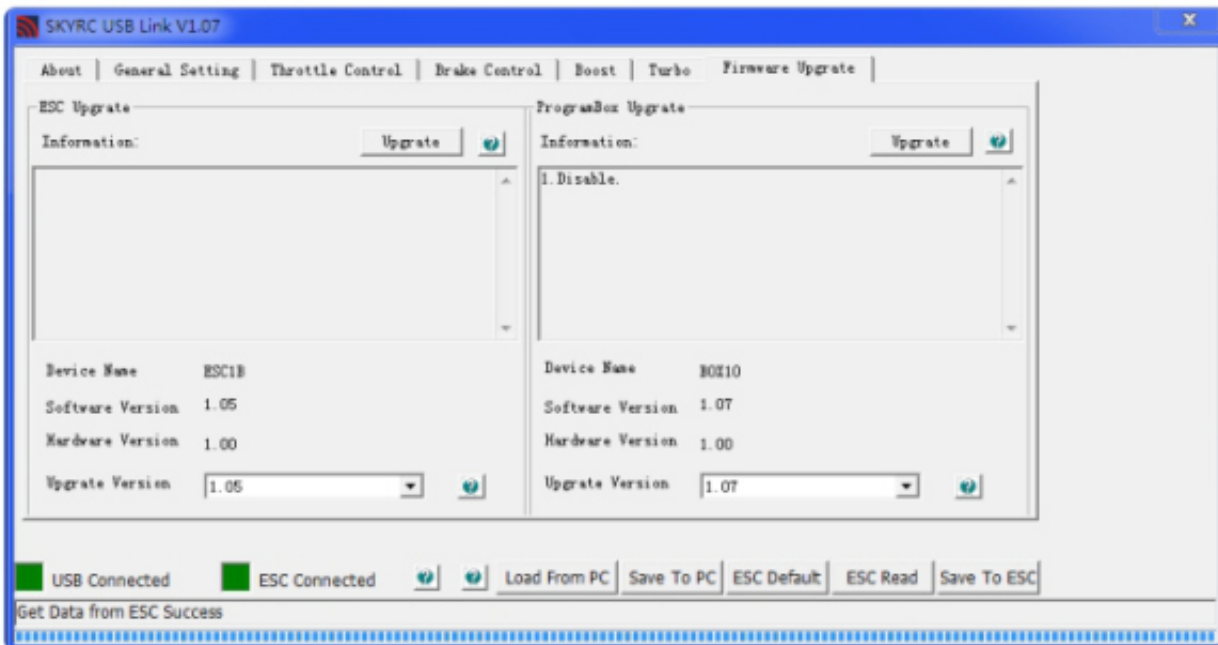 SKYRC USB Link V1.07
About General Setting Throttle Control Brake Control Boost Turbo Firmware Upgrate
ESC Upgrate
Information: Upgrate
Device Name ESC1B
Software Version 1.05
Hardware Version 1.00
Upgrate Version 1.05
ProgramBox Upgrate
Information: Upgrate
1.Disable.
Device Name BOX10
Software Version 1.07
Hardware Version 1.00
Upgrate Version 1.07
USB Connected ESC Connected Load From PC Save To PC ESC Default ESC Read Save To ESC
Get Data from ESC Success